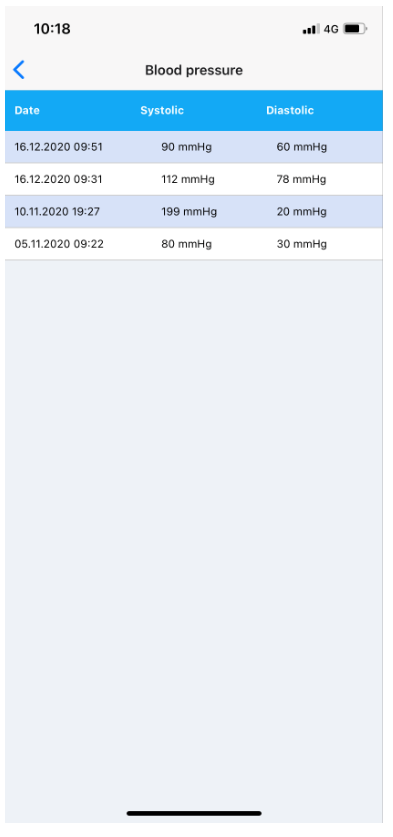 10:18 4G
Blood pressure
Date Systolic Diastolic
16.12.2020 09:51 90 mmHg 60 mmHg
16.12.2020 09:31 112 mmHg 78 mmHg
10.11.2020 19:27 199 mmHg 20 mmHg
05.11.2020 09:22 80 mmHg 30 mmHg